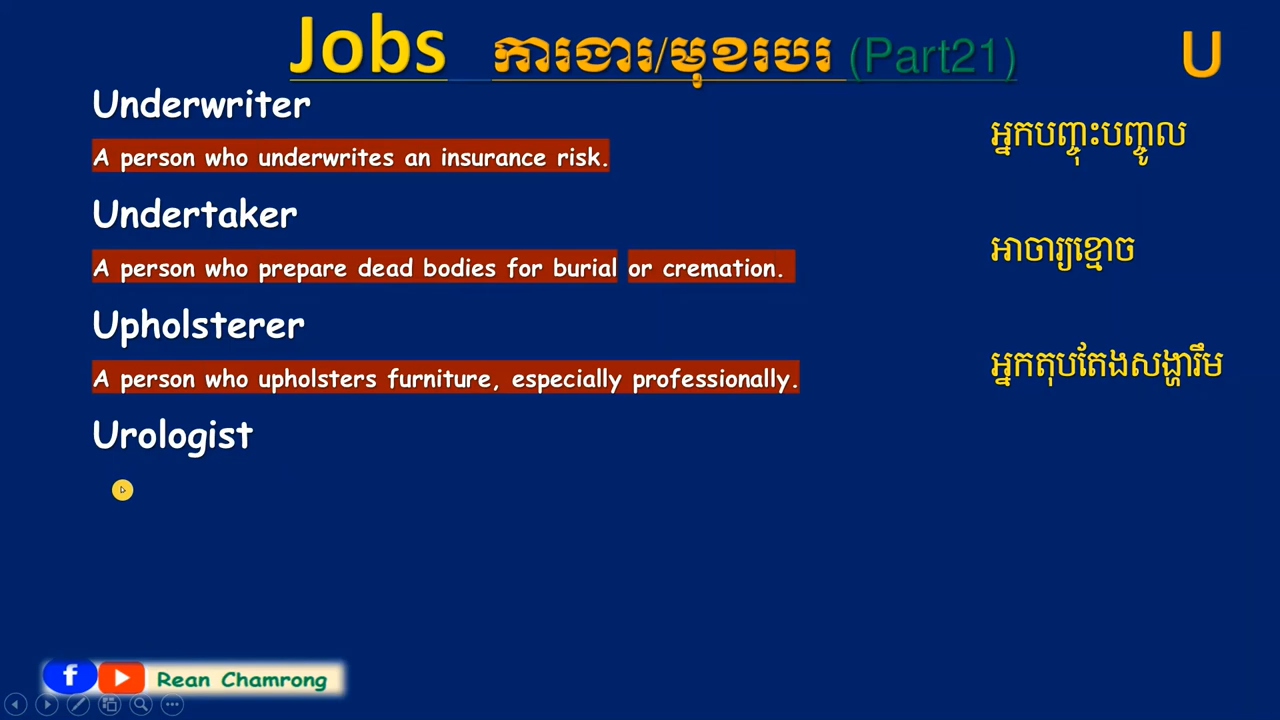 Jobs ការងារ/មុខរបរ (Part21) U
Underwriter
អ្នកបញ្ចុះបញ្ចូល
A person who underwrites an insurance risk.
Undertaker
អាចារ្យខ្មោច
A person who prepare dead bodies for burial or cremation.
Upholsterer
អ្នកតុបតែងសង្ហារឹម
A person who upholsters furniture, especially professionally.
Urologist
f Rean Chamrong